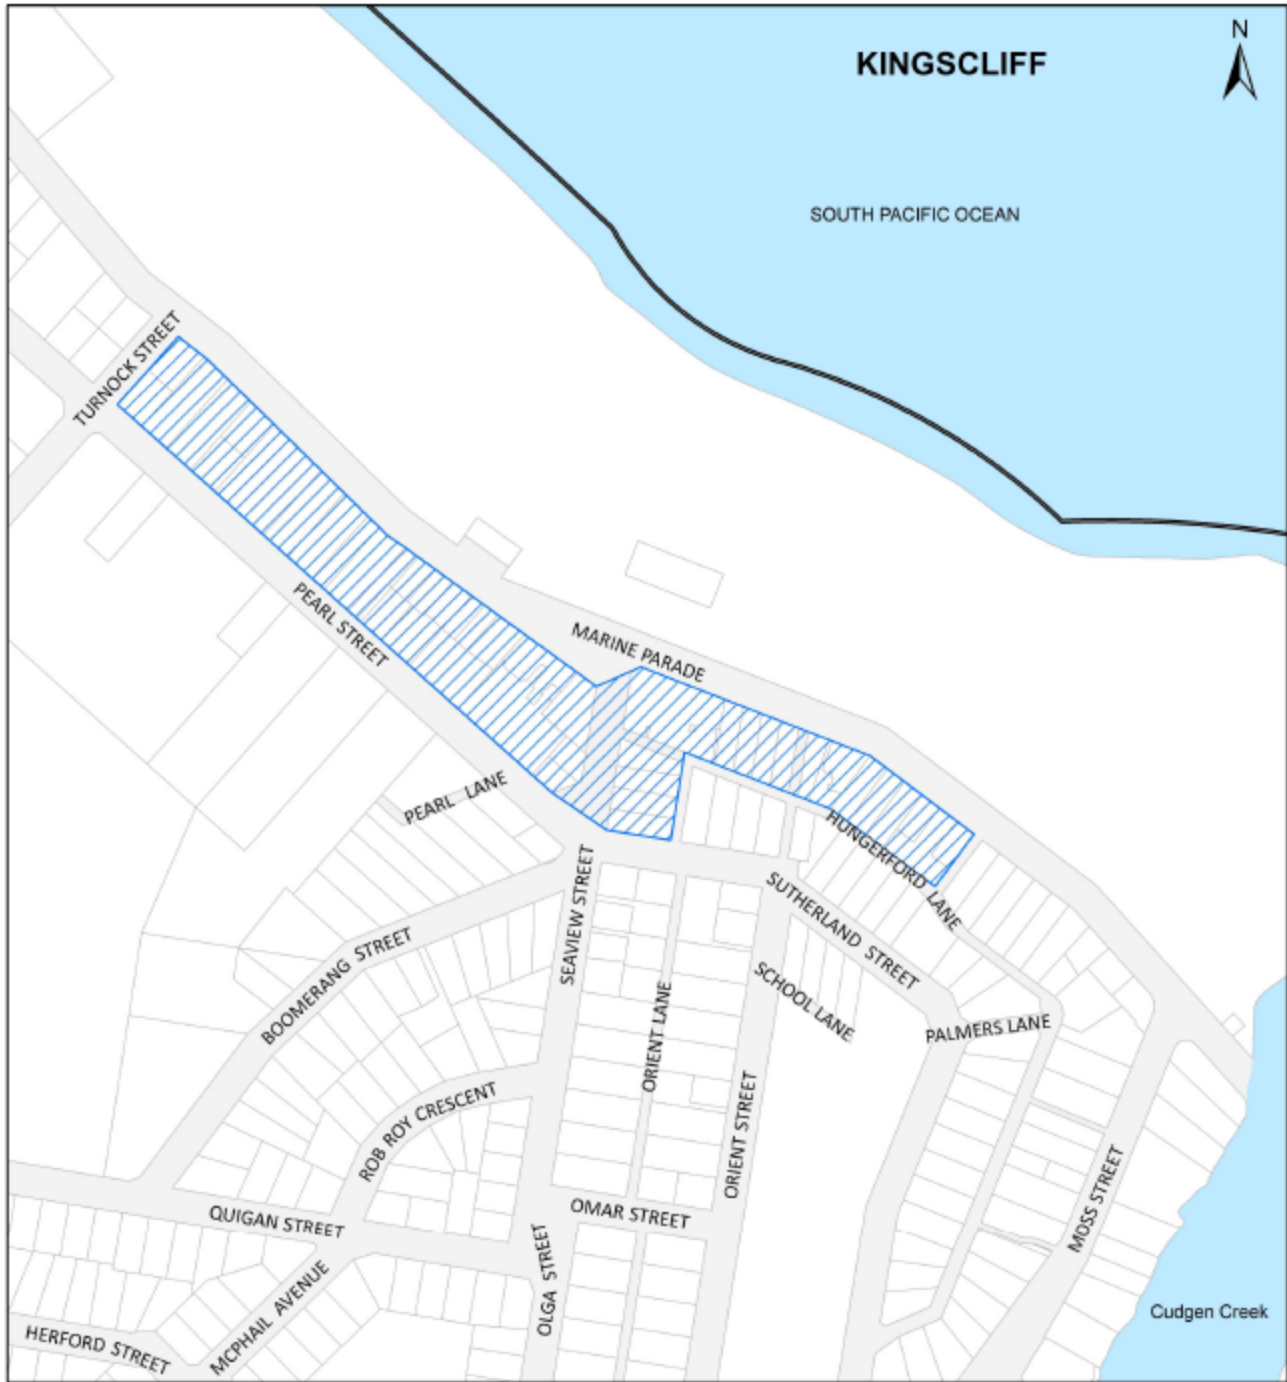 N
KINGSCLIFF
SOUTH PACIFIC OCEAN
TURNOCK STREET
PEARL STREET
MARINE PARADE
PEARL LANE
HUNGERFORD LANE
SEAVIEW STREET
SUTHERLAND STREET
BOOMERANG STREET
SCHOOL LANE
ORIENT LANE
PALMERS LANE
ROB ROY CRESCENT
ORIENT STREET
MOSS STREET
QUIGAN STREET
OMAR STREET
OLGA STREET
MCPHAIL AVENUE
Cudgen Creek
HERFORD STREET